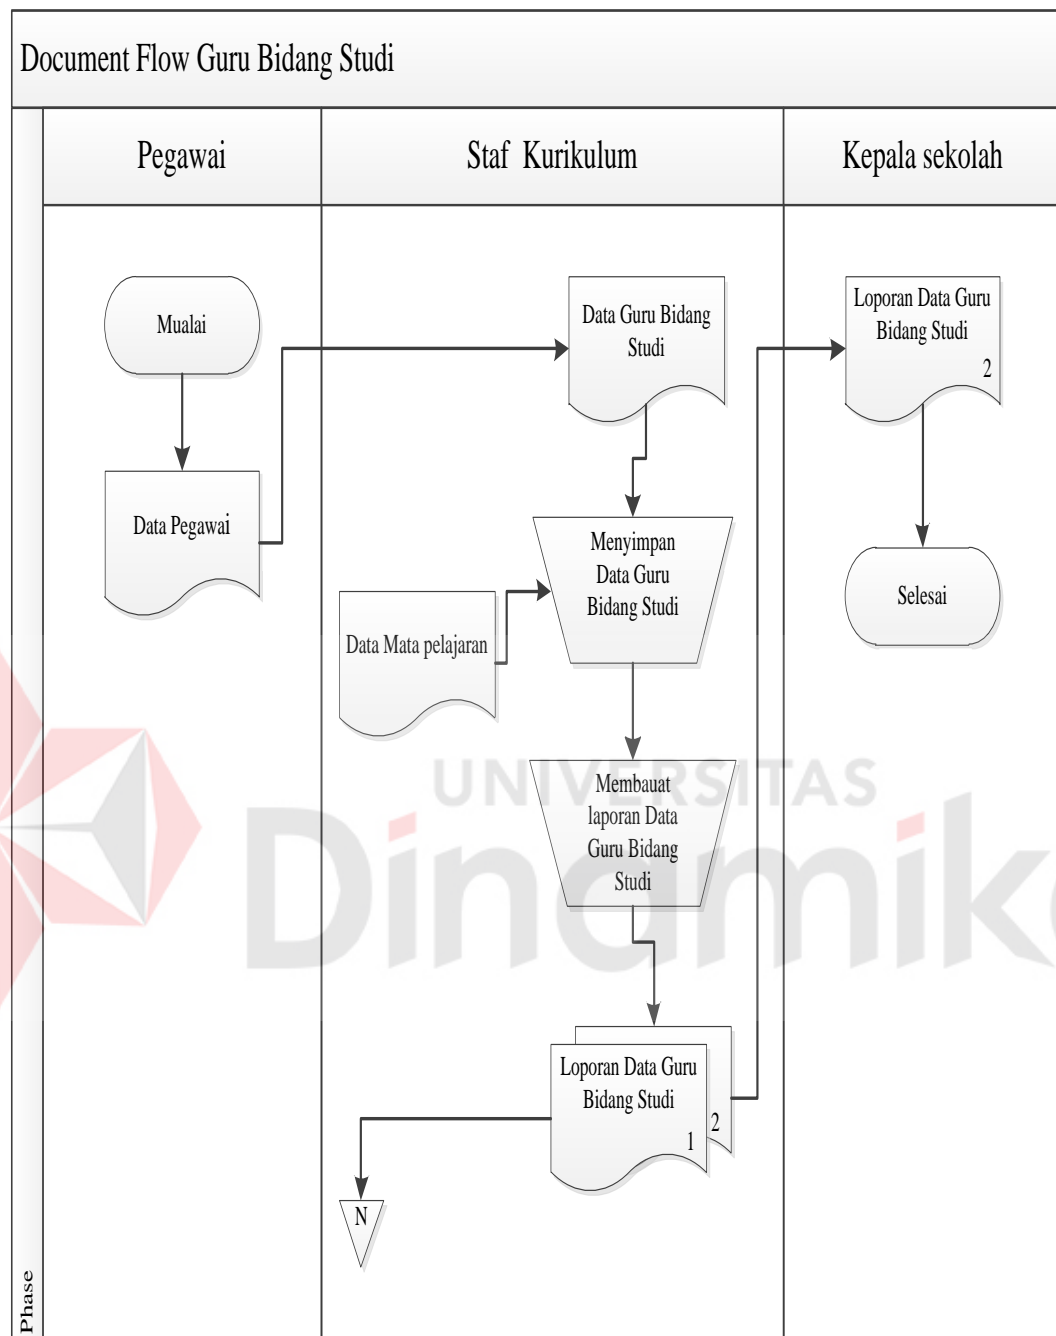 Document Flow Guru Bidang Studi
Pegawai
Staf Kurikulum
Kepala sekolah
Mualai
Data Pegawai
Data Guru Bidang
Studi
Menyimpan
Data Guru
Bidang Studi
Data Mata pelajaran
Membauat
laporan Data
Guru Bidang
Studi
Loporan Data Guru
Bidang Studi
1
2
N
Loporan Data Guru
Bidang Studi
2
Selesai
Phase
UNIVERSITAS
Dinamika